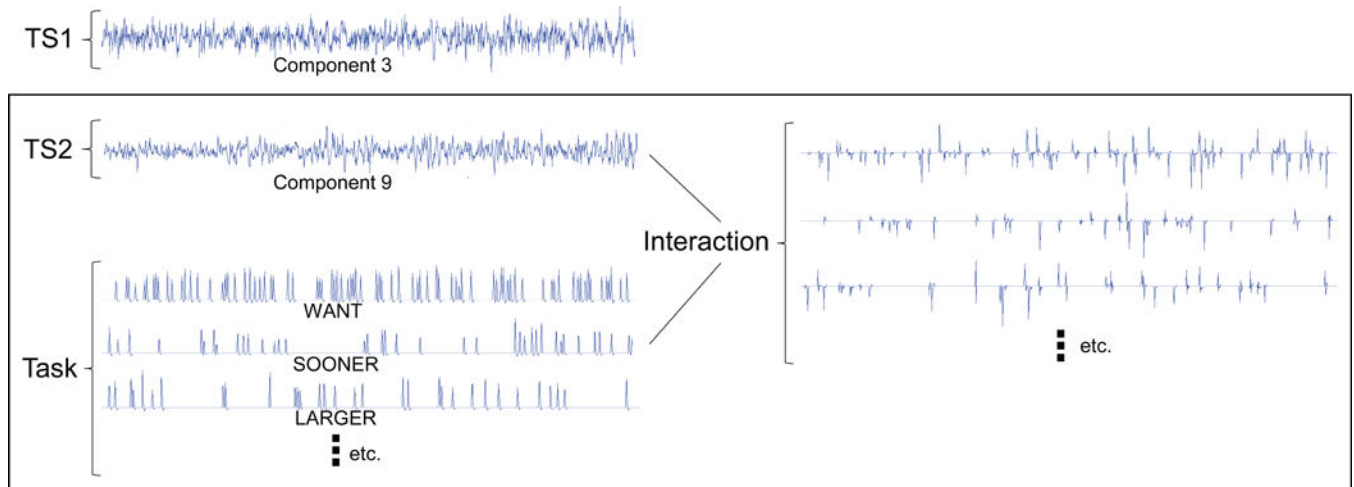 TS1
Component 3
TS2
Component 9
Interaction
WANT
SOONER
Task
LARGER
etc.
etc.